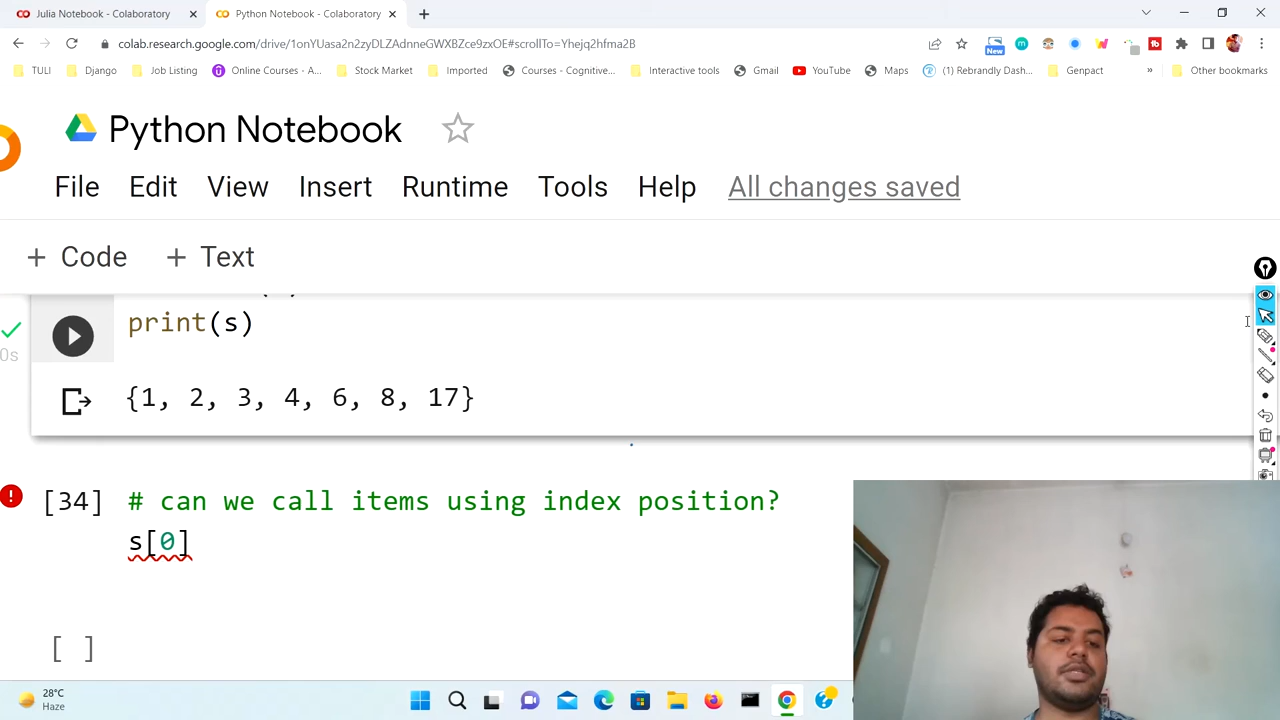 Julia Notebook - Colaboratory
Python Notebook - Colaboratory
colab.research.google.com/drive/
scrollTo=Yhejq2hfma2B
New
TULI
Django
Job Listing
Online Courses - A...
Stock Market
Imported
Courses - Cognitive...
Interactive tools
Gmail
YouTube
Maps
(1) Rebrandly Dash...
Genpact
»
Other bookmarks
Python Notebook
File Edit View Insert Runtime Tools Help All changes saved
+ Code + Text
print(s)
0s
{1, 2, 3, 4, 6, 8, 17}
[34] # can we call items using index position?
s[0]
[ ]
28°C
Haze